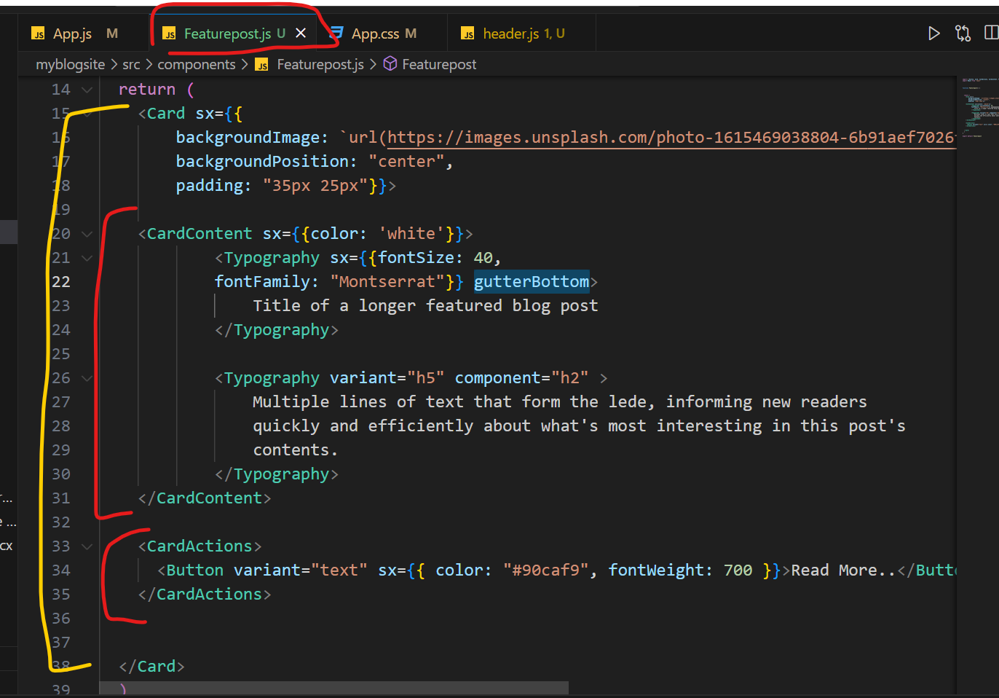 JS App.js M JS Featurepost.js U × App.css M JS header.js 1, U
myblogsite > src > components > JS Featurepost.js > Featurepost
14 return (
15 <Card sx={{
16 backgroundImage: `url(https://images.unsplash.com/photo-1615469038804-6b91aef7026
17 backgroundPosition: "center",
18 padding: "35px 25px"}}>
19
20 <CardContent sx={{color: 'white'}}>
21 <Typography sx={{fontSize: 40,
22 fontFamily: "Montserrat"}} gutterBottom>
23 Title of a longer featured blog post
24 </Typography>
25
26 <Typography variant="h5" component="h2" >
27 Multiple lines of text that form the lede, informing new readers
28 quickly and efficiently about what's most interesting in this post's
29 contents.
30 </Typography>
31 </CardContent>
32
33 <CardActions>
34 <Button variant="text" sx={{ color: "#90caf9", fontWeight: 700 }}>Read More..</Butt
35 </CardActions>
36
37
38 </Card>
39 )
r...
e ...
cx